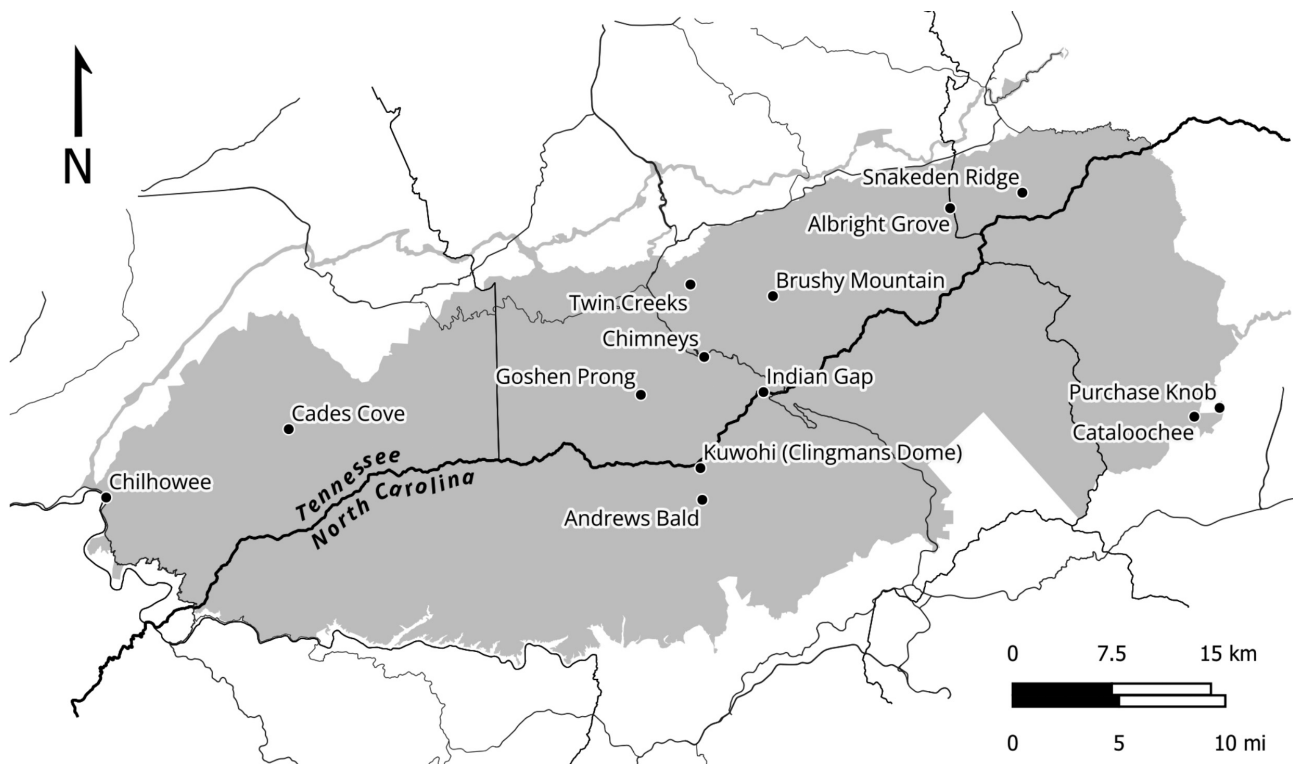 N
Snakeden Ridge
Albright Grove
Brushy Mountain
Twin Creeks
Chimneys
Goshen Prong
Indian Gap
Purchase Knob
Cades Cove
Cataloochee
Kuwohi (Clingmans Dome)
Tennessee
North Carolina
Chilhowee
Andrews Bald
0 7.5 15 km
0 5 10 mi